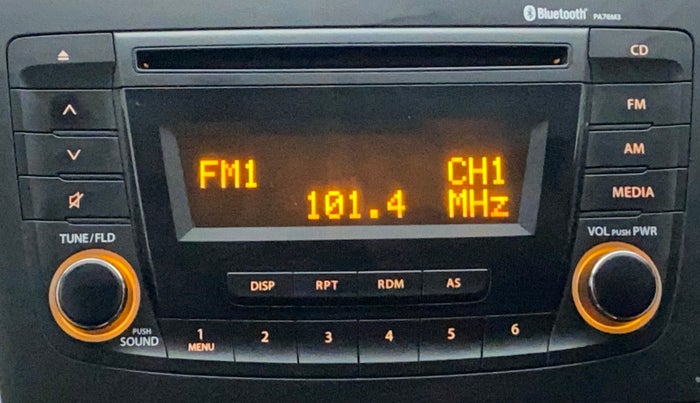 Bluetooth PA76M3
CD
FM
AM
MEDIA
FM1 CH1
101.4 MHz
TUNE/FLD
VOL PUSH PWR
DISP RPT RDM AS
PUSH
SOUND
1 2 3 4 5 6
MENU